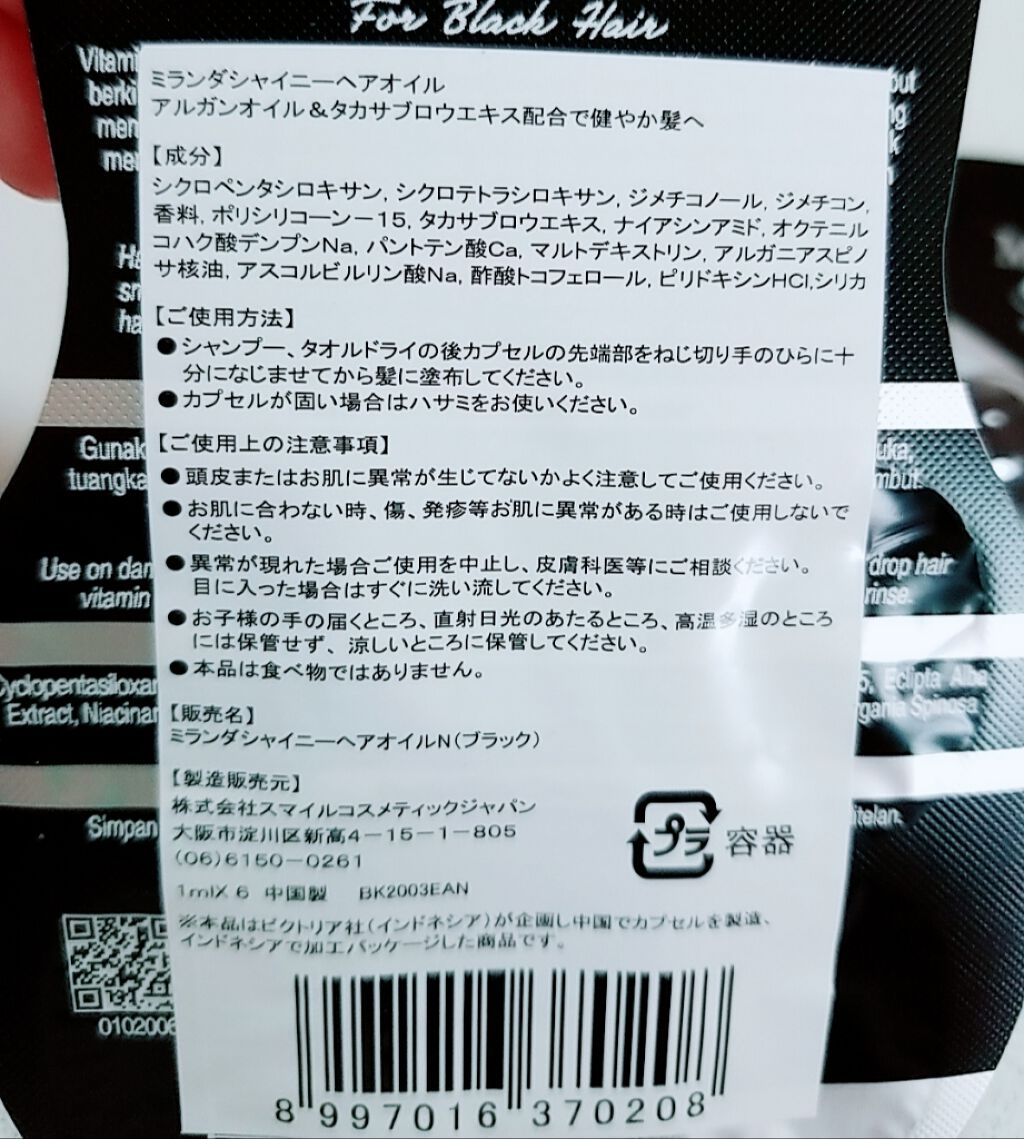 For Black Hair
ミランダシャイニーヘアオイル
アルガンオイル＆タカサブロウエキス配合で健やか髪へ
【成分】
シクロペンタシロキサン, シクロテトラシロキサン, ジメチコノール, ジメチコン,
香料, ポリシリコーンー15, タカサブロウエキス, ナイアシンアミド, オクテニル
コハク酸デンプンNa, パントテン酸Ca, マルトデキストリン, アルガニアスピノ
サ核油, アスコルビルリン酸Na, 酢酸トコフェロール, ピリドキシンHCl,シリカ
【ご使用方法】
●シャンプー、タオルドライの後カプセルの先端部をねじ切り手のひらに十
分になじませてから髪に塗布してください。
●カプセルが固い場合はハサミをお使いください。
【ご使用上の注意事項】
●頭皮またはお肌に異常が生じてないかよく注意してご使用ください。
●お肌に合わない時、傷、発疹等お肌に異常がある時はご使用しないで
ください。
●異常が現れた場合ご使用を中止し、皮膚科医等にご相談ください。
目に入った場合はすぐに洗い流してください。
●お子様の手の届くところ、直射日光のあたるところ、高温多湿のところ
には保管せず、涼しいところに保管してください。
●本品は食べ物ではありません。
【販売名】
ミランダシャイニーヘアオイルN（ブラック）
【製造販売元】
株式会社スマイルコスメティックジャパン
大阪市淀川区新高4－15－1－805
（06）6150－0261
1mlX 6 中国製 BK2003EAN
※本品はビクトリア社（インドネシア）が企画し中国でカプセルを製造、
インドネシアで加工パッケージした商品です。
プラ 容器
8 997016 370208
Vitami
berki
men
me
Gunak
tuangka
Use on dam
vitamin
drop hair
rinse.
Cyclopentasiloxan
Extract, Niacinam
5, Eclipta Alba
rgania Spinosa
Simpan
itelan
0102006